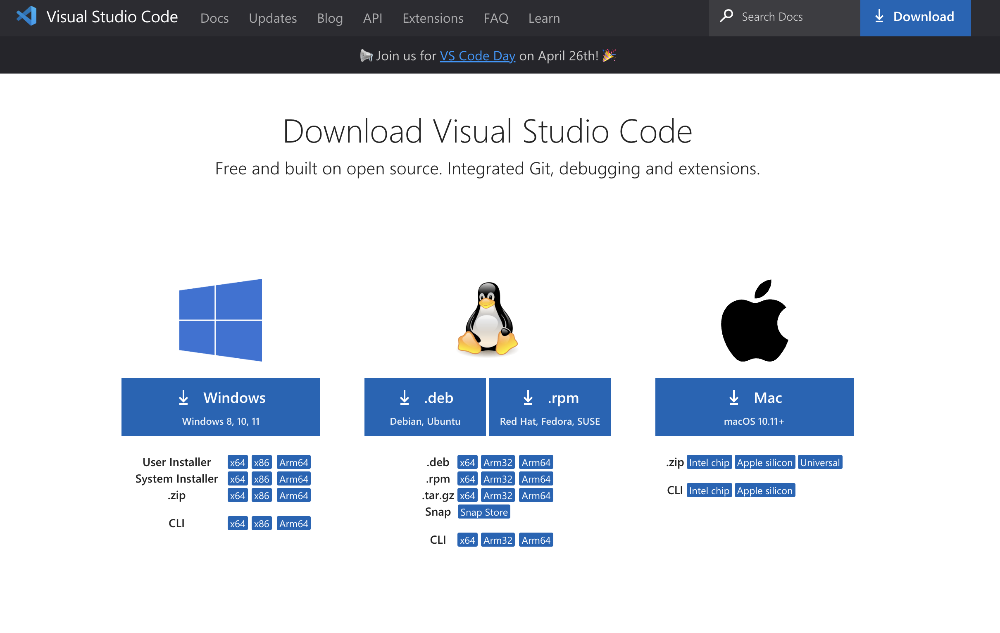 Visual Studio Code Docs Updates Blog API Extensions FAQ Learn Search Docs Download
Join us for VS Code Day on April 26th!
Download Visual Studio Code
Free and built on open source. Integrated Git, debugging and extensions.
Windows
Windows 8, 10, 11
User Installer x64 x86 Arm64
System Installer x64 x86 Arm64
.zip x64 x86 Arm64
CLI x64 x86 Arm64
.deb
Debian, Ubuntu
.rpm
Red Hat, Fedora, SUSE
.deb x64 Arm32 Arm64
.rpm x64 Arm32 Arm64
.tar.gz x64 Arm32 Arm64
Snap Snap Store
CLI x64 Arm32 Arm64
Mac
macOS 10.11+
.zip Intel chip Apple silicon Universal
CLI Intel chip Apple silicon